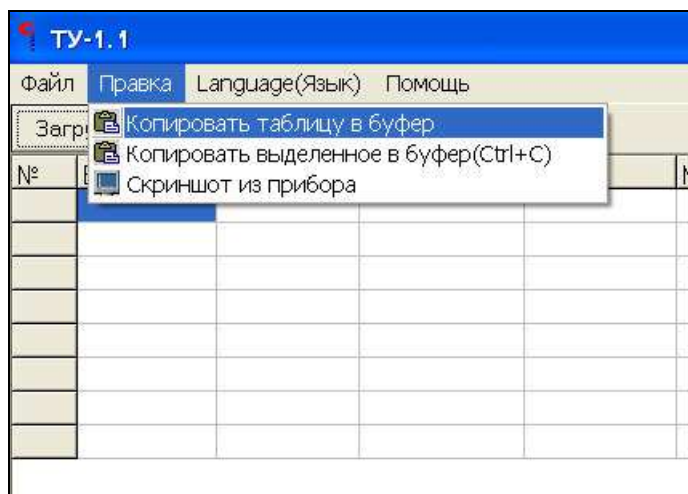 ТУ-1.1
Файл Правка Language(Язык) Помощь
Копировать таблицу в буфер
Копировать выделенное в буфер(Ctrl+C)
№
Скриншот из прибора